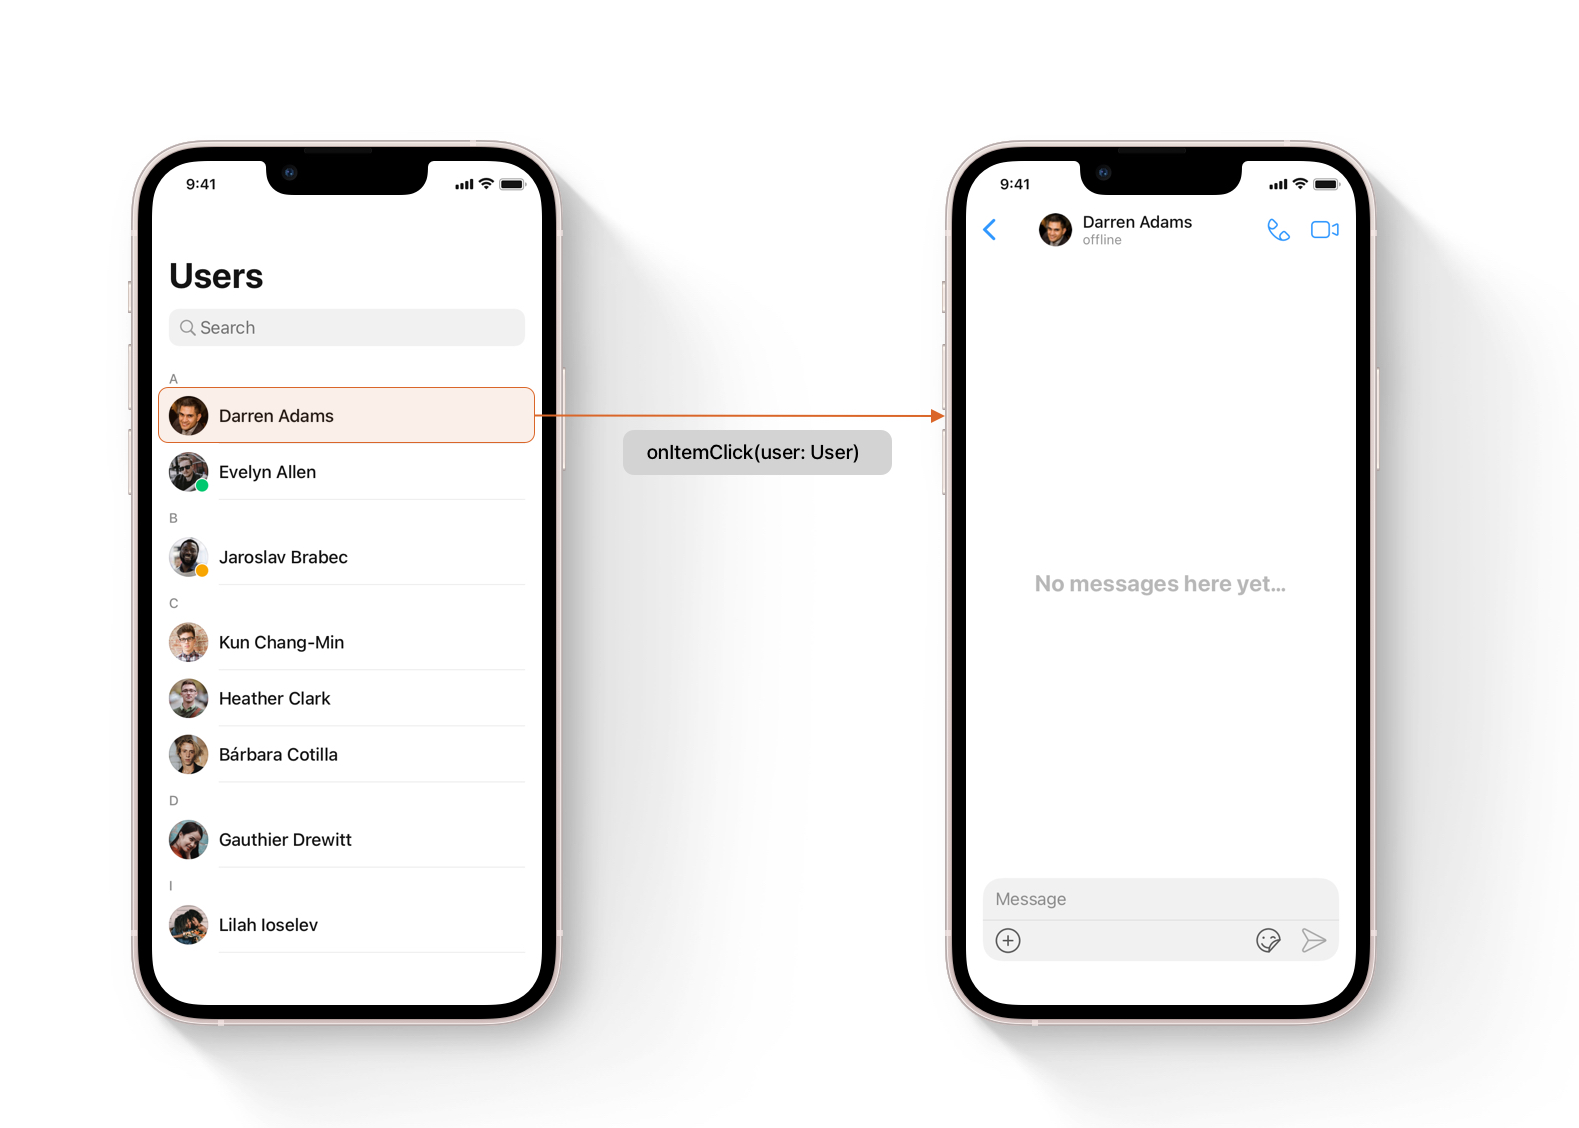 9:41
Users
Search
A
Darren Adams
Evelyn Allen
B
Jaroslav Brabec
C
Kun Chang-Min
Heather Clark
Bárbara Cotilla
D
Gauthier Drewitt
I
Lilah Ioselev
onItemClick(user: User)
9:41
Darren Adams
offline
No messages here yet...
Message